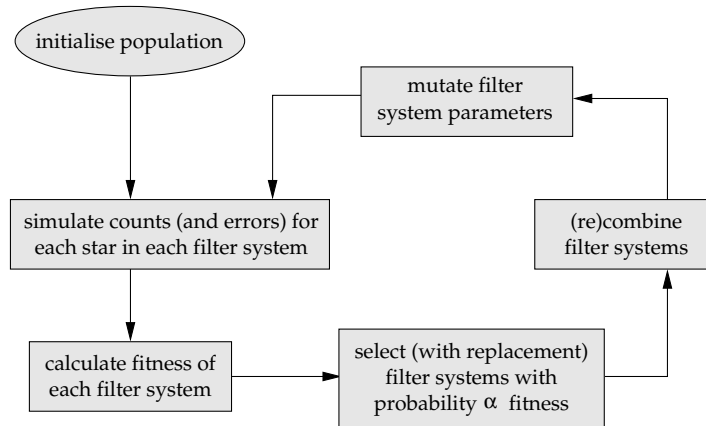 initialise population
mutate filter
system parameters
simulate counts (and errors) for
each star in each filter system
(re)combine
filter systems
calculate fitness of
each filter system
select (with replacement)
filter systems with
probability α fitness